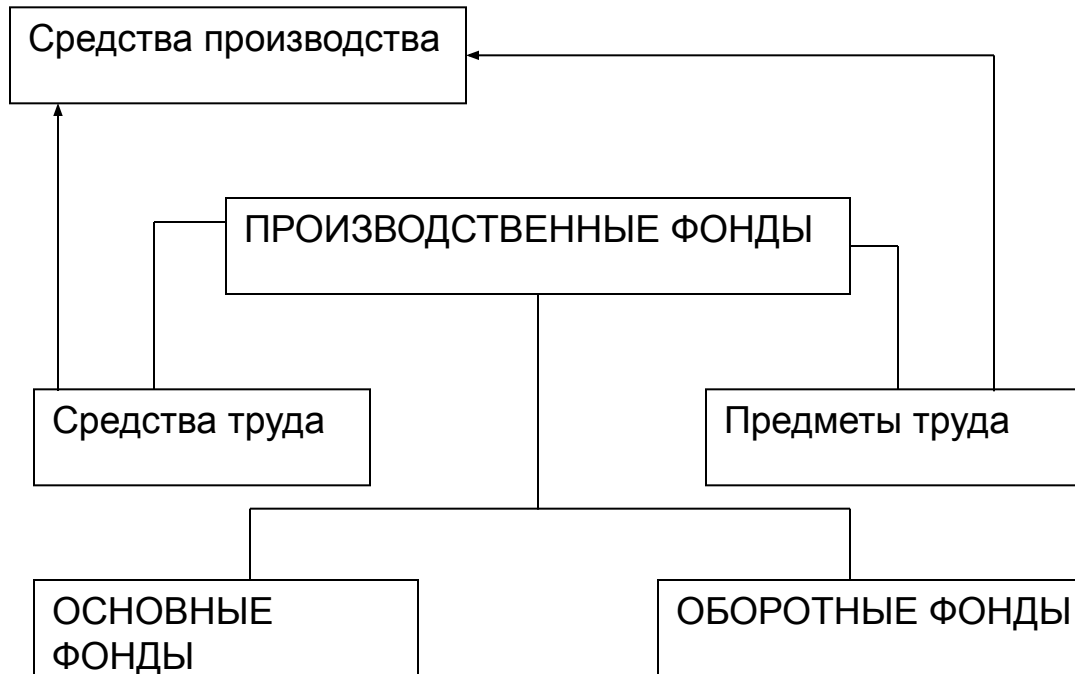 Средства производства
ПРОИЗВОДСТВЕННЫЕ ФОНДЫ
Средства труда
Предметы труда
ОСНОВНЫЕ
ФОНДЫ
ОБОРОТНЫЕ ФОНДЫ